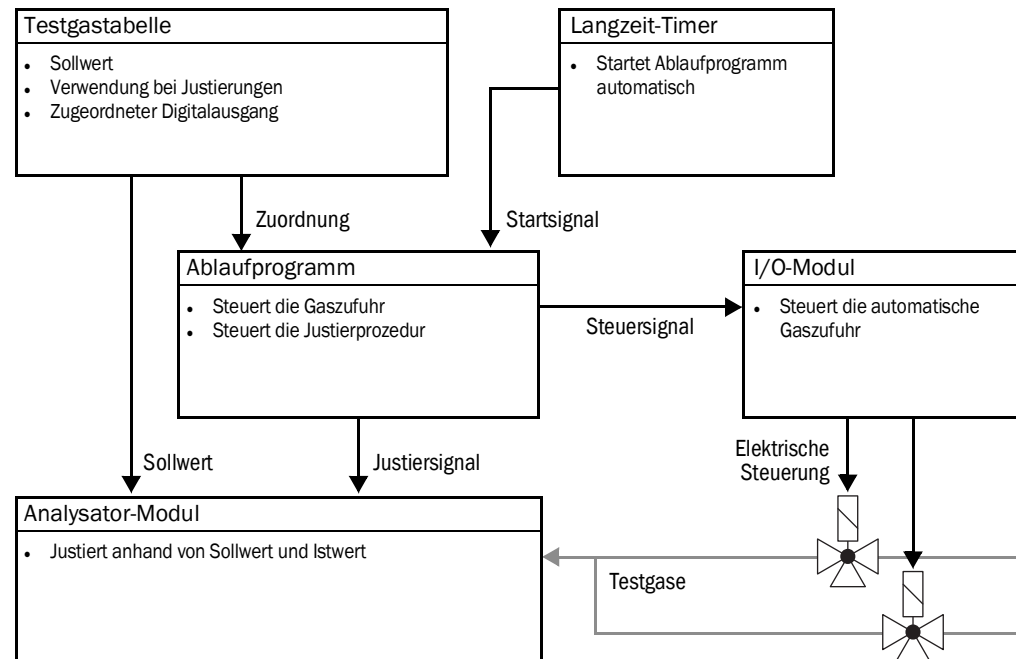 Testgastabelle
• Sollwert
• Verwendung bei Justierungen
• Zugeordneter Digitalausgang
Langzeit-Timer
• Startet Ablaufprogramm
automatisch
Zuordnung
Startsignal
Ablaufprogramm
• Steuert die Gaszufuhr
• Steuert die Justierprozedur
Steuersignal
I/O-Modul
• Steuert die automatische
Gaszufuhr
Sollwert
Justiersignal
Elektrische
Steuerung
Analysator-Modul
• Justiert anhand von Sollwert und Istwert
Testgase